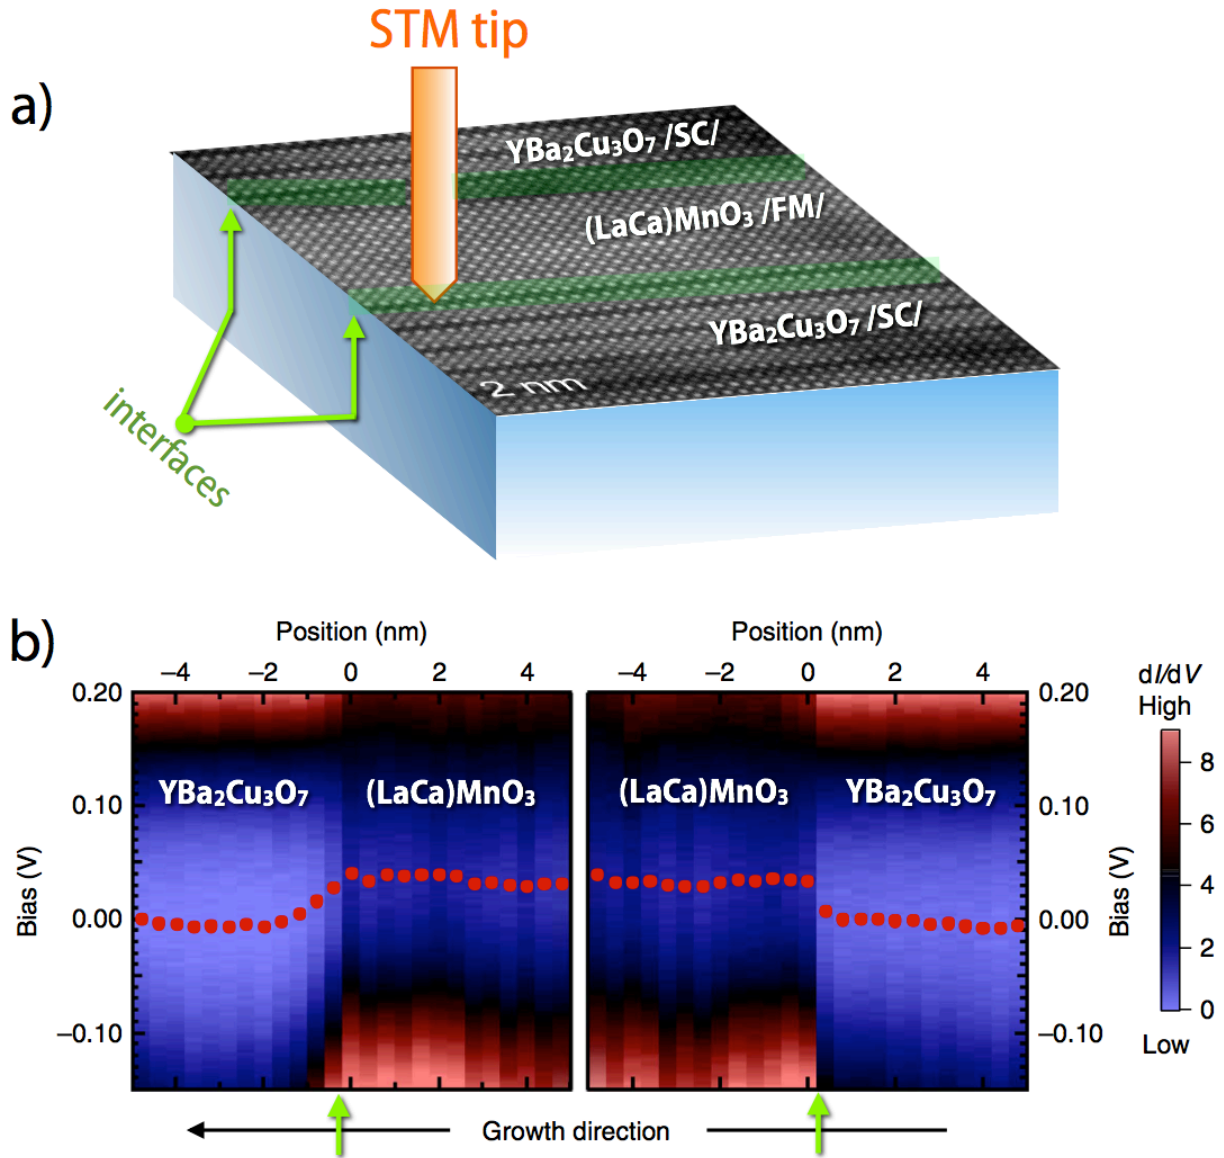 STM tip
a)
YBa₂Cu₃O₇ /SC/
(LaCa)MnO₃ /FM/
YBa₂Cu₃O₇ /SC/
2 nm
interfaces
b)
Position (nm)
Position (nm)
−4 −2 0 2 4
−4 −2 0 2 4
dI/dV
High
0.20
0.10
0.00
−0.10
Bias (V)
YBa₂Cu₃O₇
(LaCa)MnO₃
(LaCa)MnO₃
YBa₂Cu₃O₇
0.20
0.10
0.00
−0.10
Bias (V)
8
6
4
2
0
Low
Growth direction